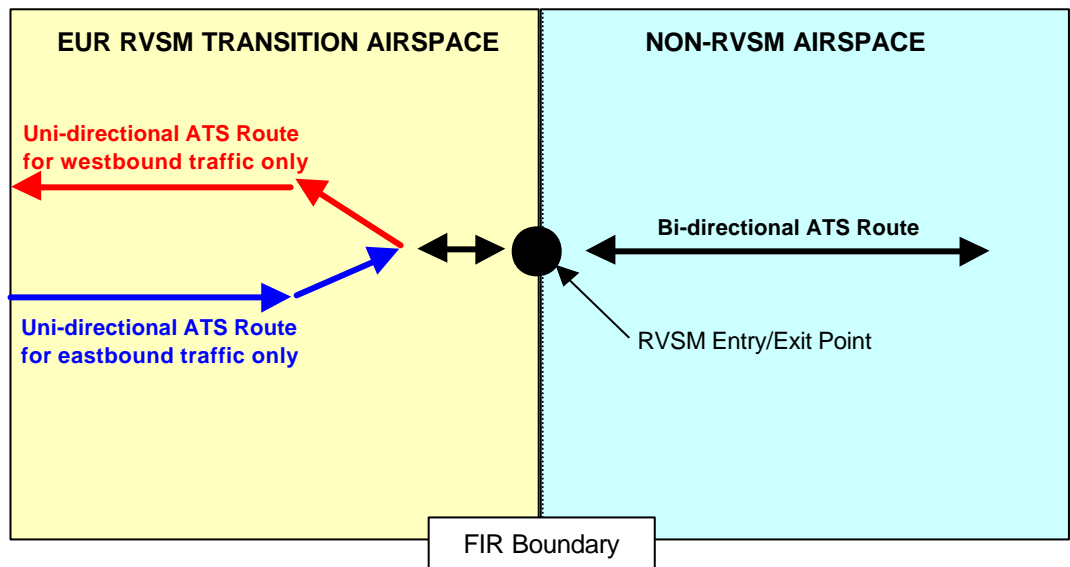 EUR RVSM TRANSITION AIRSPACE
NON-RVSM AIRSPACE
Uni-directional ATS Route
for westbound traffic only
Bi-directional ATS Route
Uni-directional ATS Route
for eastbound traffic only
RVSM Entry/Exit Point
FIR Boundary